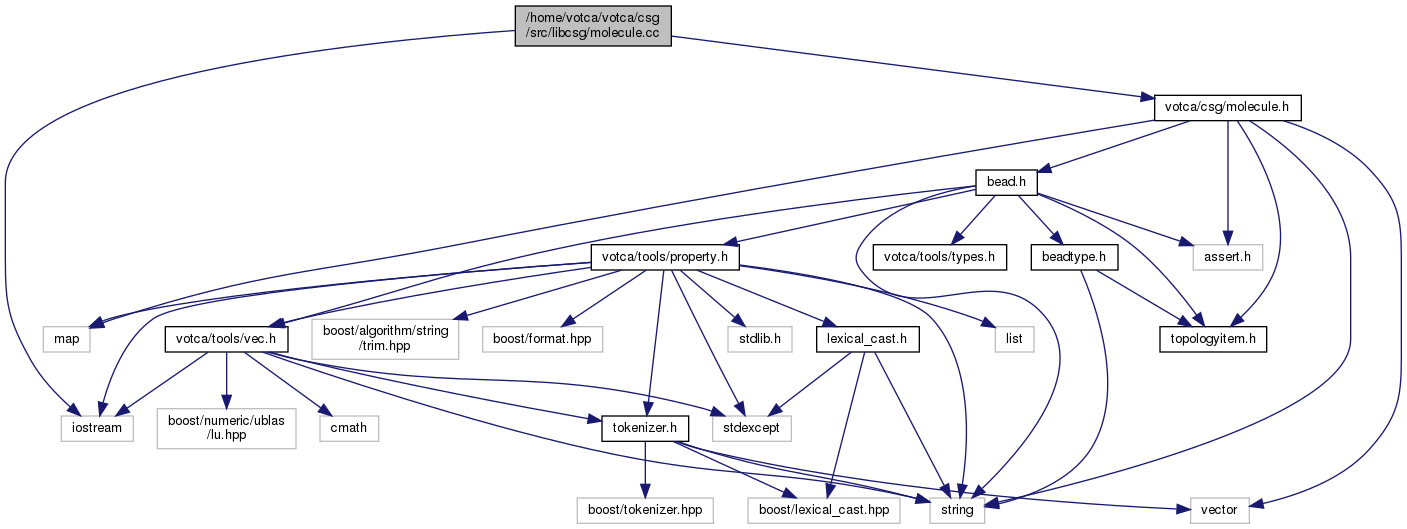 /home/votca/votca/csg
/src/libcsg/molecule.cc
votca/csg/molecule.h
bead.h
votca/tools/property.h
votca/tools/types.h
beadtype.h
assert.h
map
votca/tools/vec.h
boost/algorithm/string
/trim.hpp
boost/format.hpp
stdlib.h
lexical_cast.h
list
topologyitem.h
iostream
boost/numeric/ublas
/lu.hpp
cmath
tokenizer.h
stdexcept
boost/tokenizer.hpp
boost/lexical_cast.hpp
string
vector